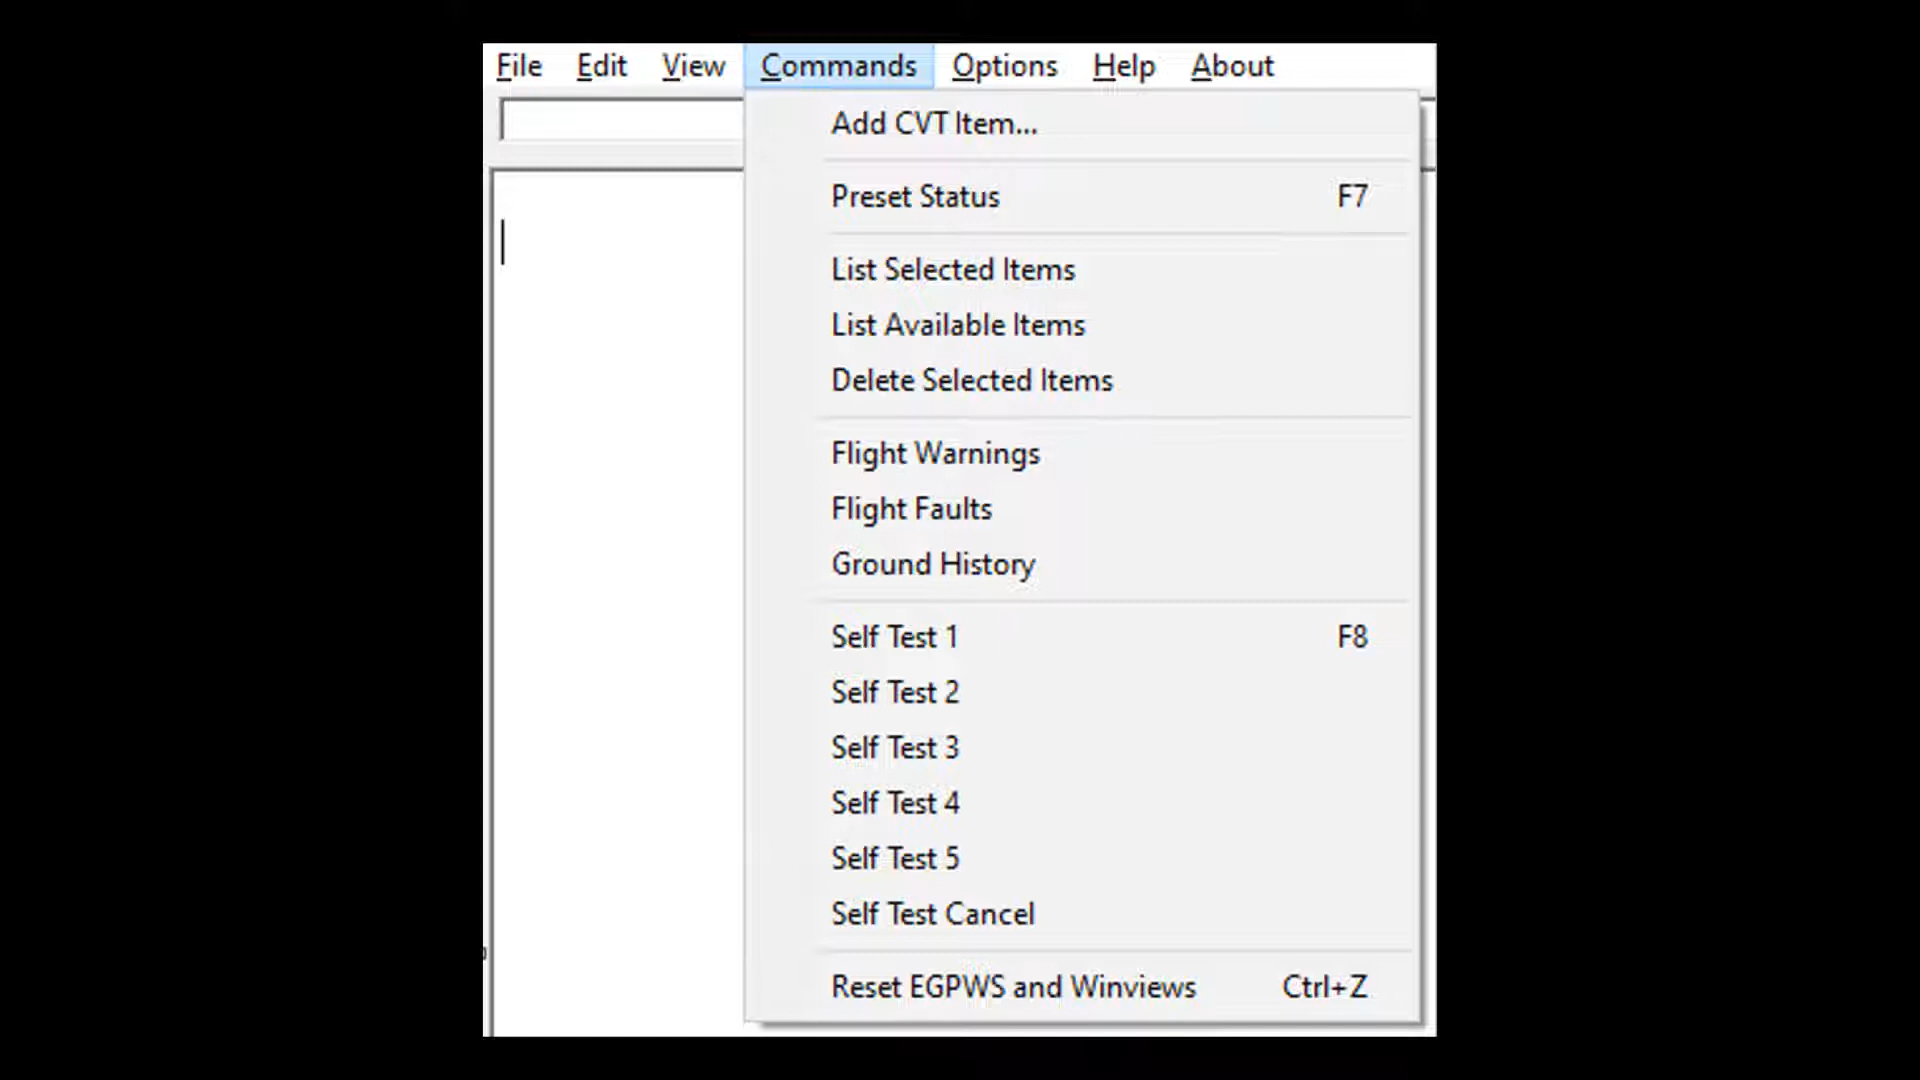 File Edit View Commands Options Help About
Add CVT Item...
Preset Status F7
List Selected Items
List Available Items
Delete Selected Items
Flight Warnings
Flight Faults
Ground History
Self Test 1 F8
Self Test 2
Self Test 3
Self Test 4
Self Test 5
Self Test Cancel
Reset EGPWS and Winviews Ctrl+Z